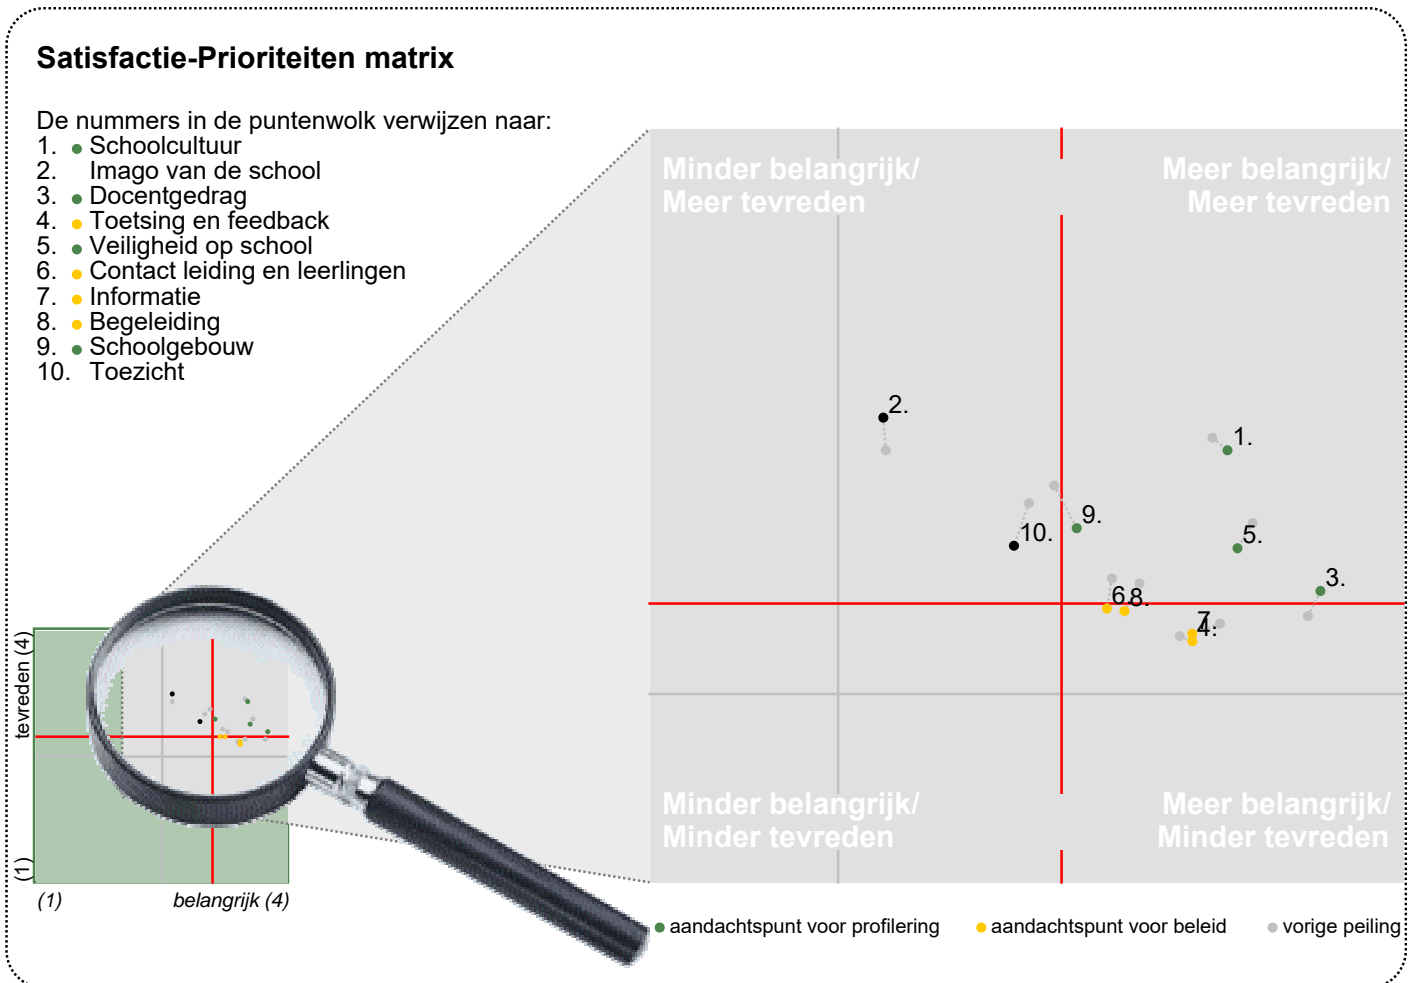 Satisfactie-Prioriteiten matrix
De nummers in de puntenwolk verwijzen naar:
1. Schoolcultuur
2. Imago van de school
3. Docentgedrag
4. Toetsing en feedback
5. Veiligheid op school
6. Contact leiding en leerlingen
7. Informatie
8. Begeleiding
9. Schoolgebouw
10. Toezicht
Minder belangrijk/
Meer tevreden
Meer belangrijk/
Meer tevreden
2.
1.
9.
10.
5.
3.
6.
8.
7.
4.
Minder belangrijk/
Minder tevreden
Meer belangrijk/
Minder tevreden
tevreden (4)
(1)
(1)
belangrijk (4)
aandachtspunt voor profilering
aandachtspunt voor beleid
vorige peiling